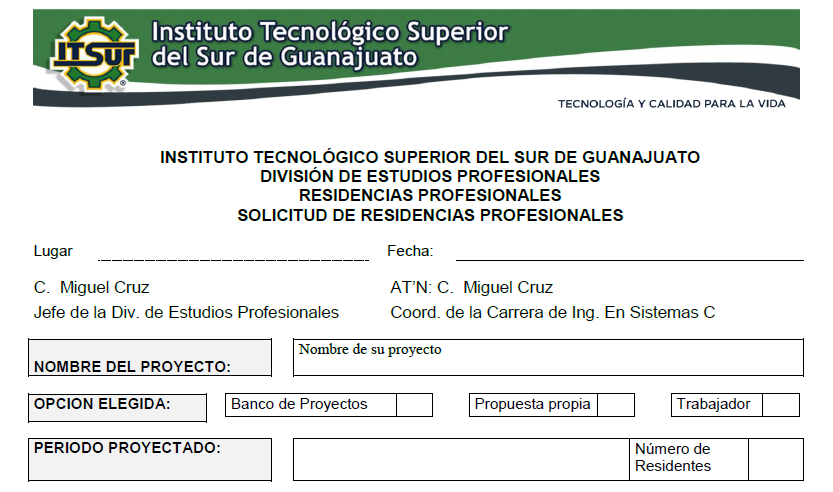 ITSUR
Instituto Tecnológico Superior
del Sur de Guanajuato
TECNOLOGÍA Y CALIDAD PARA LA VIDA
INSTITUTO TECNOLÓGICO SUPERIOR DEL SUR DE GUANAJUATO
DIVISIÓN DE ESTUDIOS PROFESIONALES
RESIDENCIAS PROFESIONALES
SOLICITUD DE RESIDENCIAS PROFESIONALES
Lugar Fecha:
C. Miguel Cruz AT’N: C. Miguel Cruz
Jefe de la Div. de Estudios Profesionales Coord. de la Carrera de Ing. En Sistemas C
NOMBRE DEL PROYECTO: Nombre de su proyecto
OPCION ELEGIDA: Banco de Proyectos Propuesta propia Trabajador
PERIODO PROYECTADO: Número de
Residentes